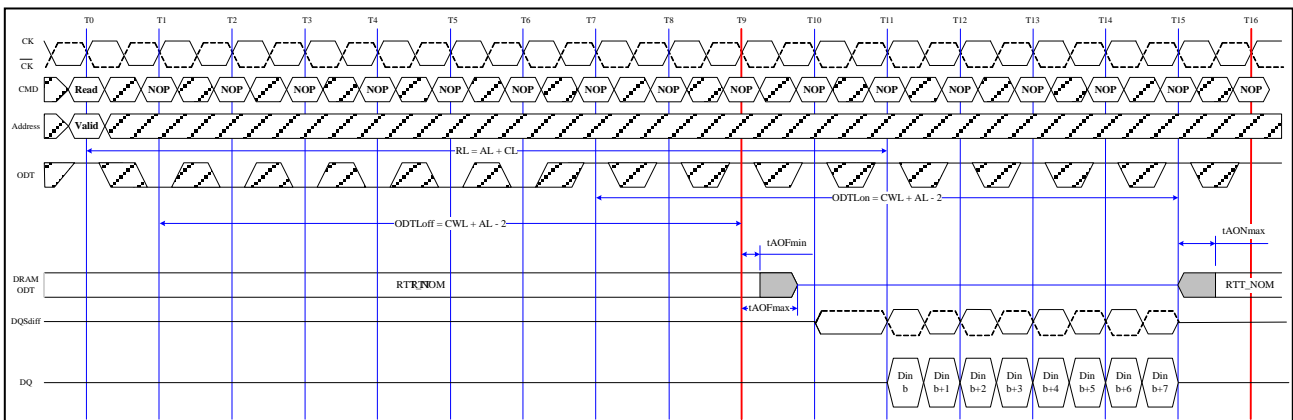 T0 T1 T2 T3 T4 T5 T6 T7 T8 T9 T10 T11 T12 T13 T14 T15 T16
CK
CK
CMD Read NOP NOP NOP NOP NOP NOP NOP NOP NOP NOP NOP NOP NOP NOP NOP NOP
Address Valid
RL = AL + CL
ODT
ODTLon = CWL + AL - 2
ODTLoff = CWL + AL - 2
tAOFmin
tAONmax
DRAM
ODT
RTT_NOM
tAOFmax
DQSdiff
DQ
Din b
Din b+1
Din b+2
Din b+3
Din b+4
Din b+5
Din b+6
Din b+7